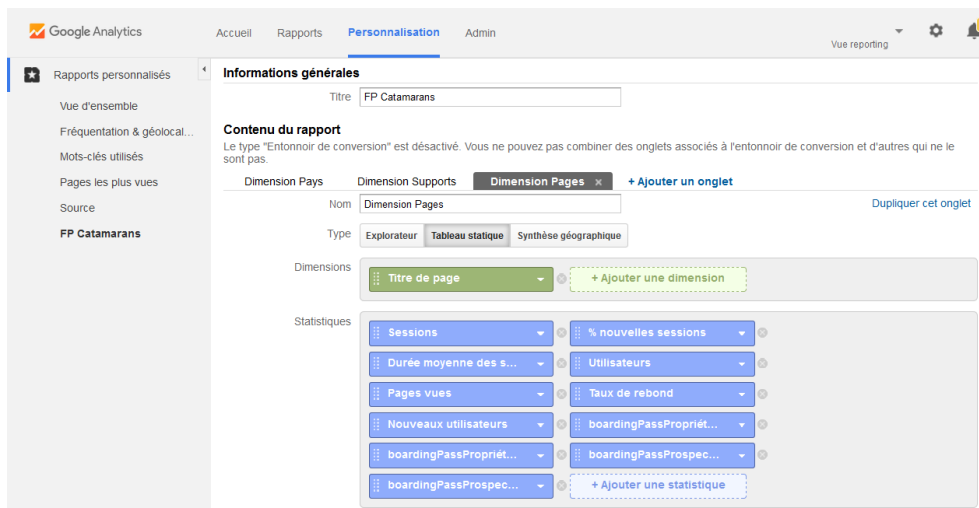 Google Analytics
Accueil Rapports Personnalisation Admin
Vue reporting
Rapports personnalisés
Vue d'ensemble
Fréquentation & géolocal...
Mots-clés utilisés
Pages les plus vues
Source
FP Catamarans
Informations générales
Titre FP Catamarans
Contenu du rapport
Le type "Entonnoir de conversion" est désactivé. Vous ne pouvez pas combiner des onglets associés à l'entonnoir de conversion et d'autres qui ne le
sont pas.
Dimension Pays Dimension Supports Dimension Pages × + Ajouter un onglet
Nom Dimension Pages Dupliquer cet onglet
Type Explorateur Tableau statique Synthèse géographique
Dimensions Titre de page + Ajouter une dimension
Statistiques Sessions % nouvelles sessions
Durée moyenne des s... Utilisateurs
Pages vues Taux de rebond
Nouveaux utilisateurs boardingPassPropriét...
boardingPassPropriét... boardingPassProspec...
boardingPassProspec... + Ajouter une statistique